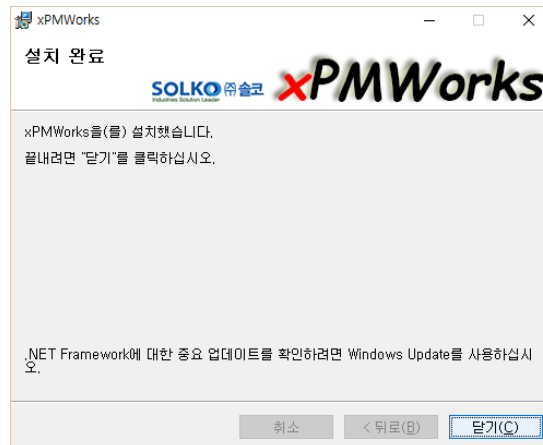 xPMWorks
설치 완료
SOLKO ㈜솔코
Industries Solution Leader
xPMWorks
xPMWorks을(를) 설치했습니다.
끝내려면 "닫기"를 클릭하십시오.
.NET Framework에 대한 중요 업데이트를 확인하려면 Windows Update를 사용하십시
오.
취소
< 뒤로(B)
닫기(C)